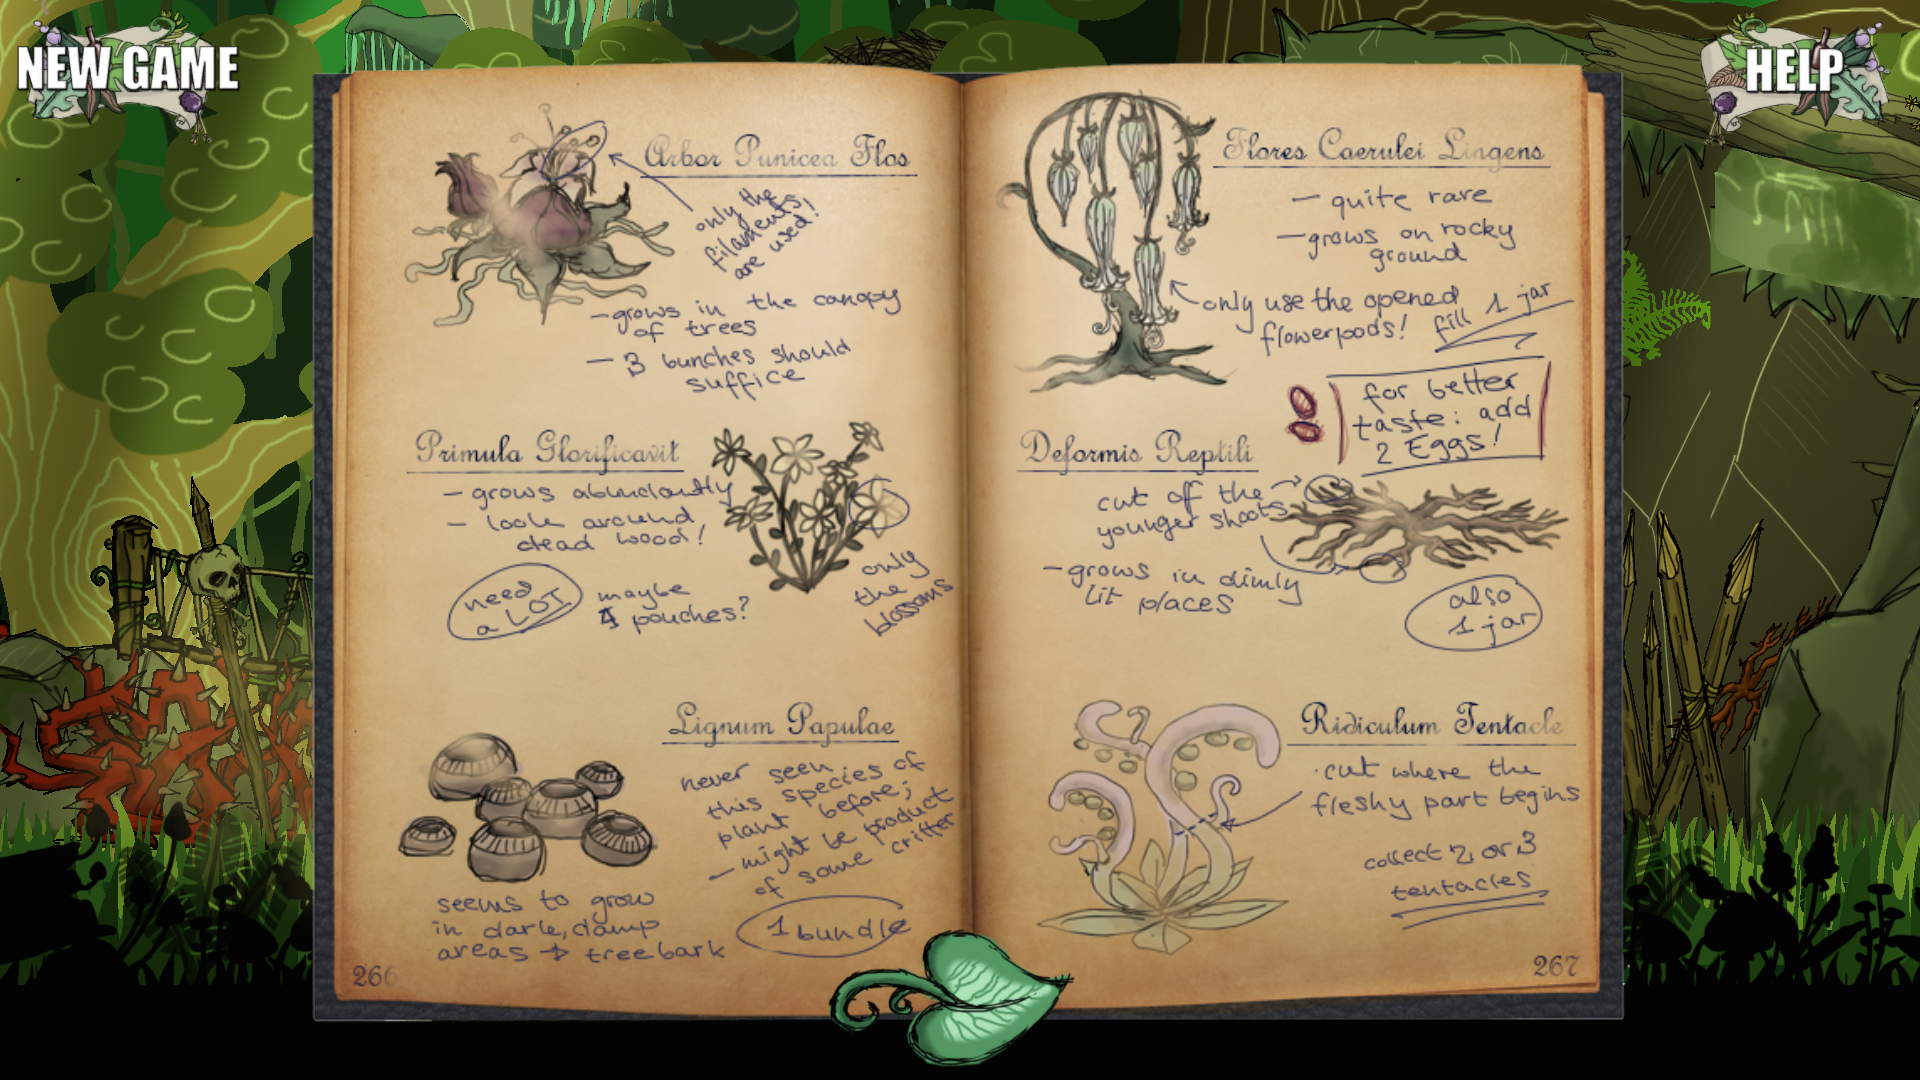 NEW GAME
HELP
Arbor Punicea Flos
only the
filaments
are used!
- grows in the canopy
of trees
- 3 bunches should
suffice
Primula Glorificavit
- grows abundantly
- look around
dead wood!
need
a LOT
maybe
4 pouches?
only
the
blossoms
Lignum Papulae
never seen
this species of
plant before;
- might be product
of some critter
seems to grow
in dark, damp
areas → treebark
1 bundle
266
Flores Caerulei Lingens
- quite rare
- grows on rocky
ground
only use the opened
flowerpods!
fill 1 jar
for better
taste: add
2 Eggs!
Deformis Reptili
cut off the
younger shoots
- grows in dimly
lit places
also
1 jar
Ridiculum Tentacle
cut where the
fleshy part begins
collect 2 or 3
tentacles
267